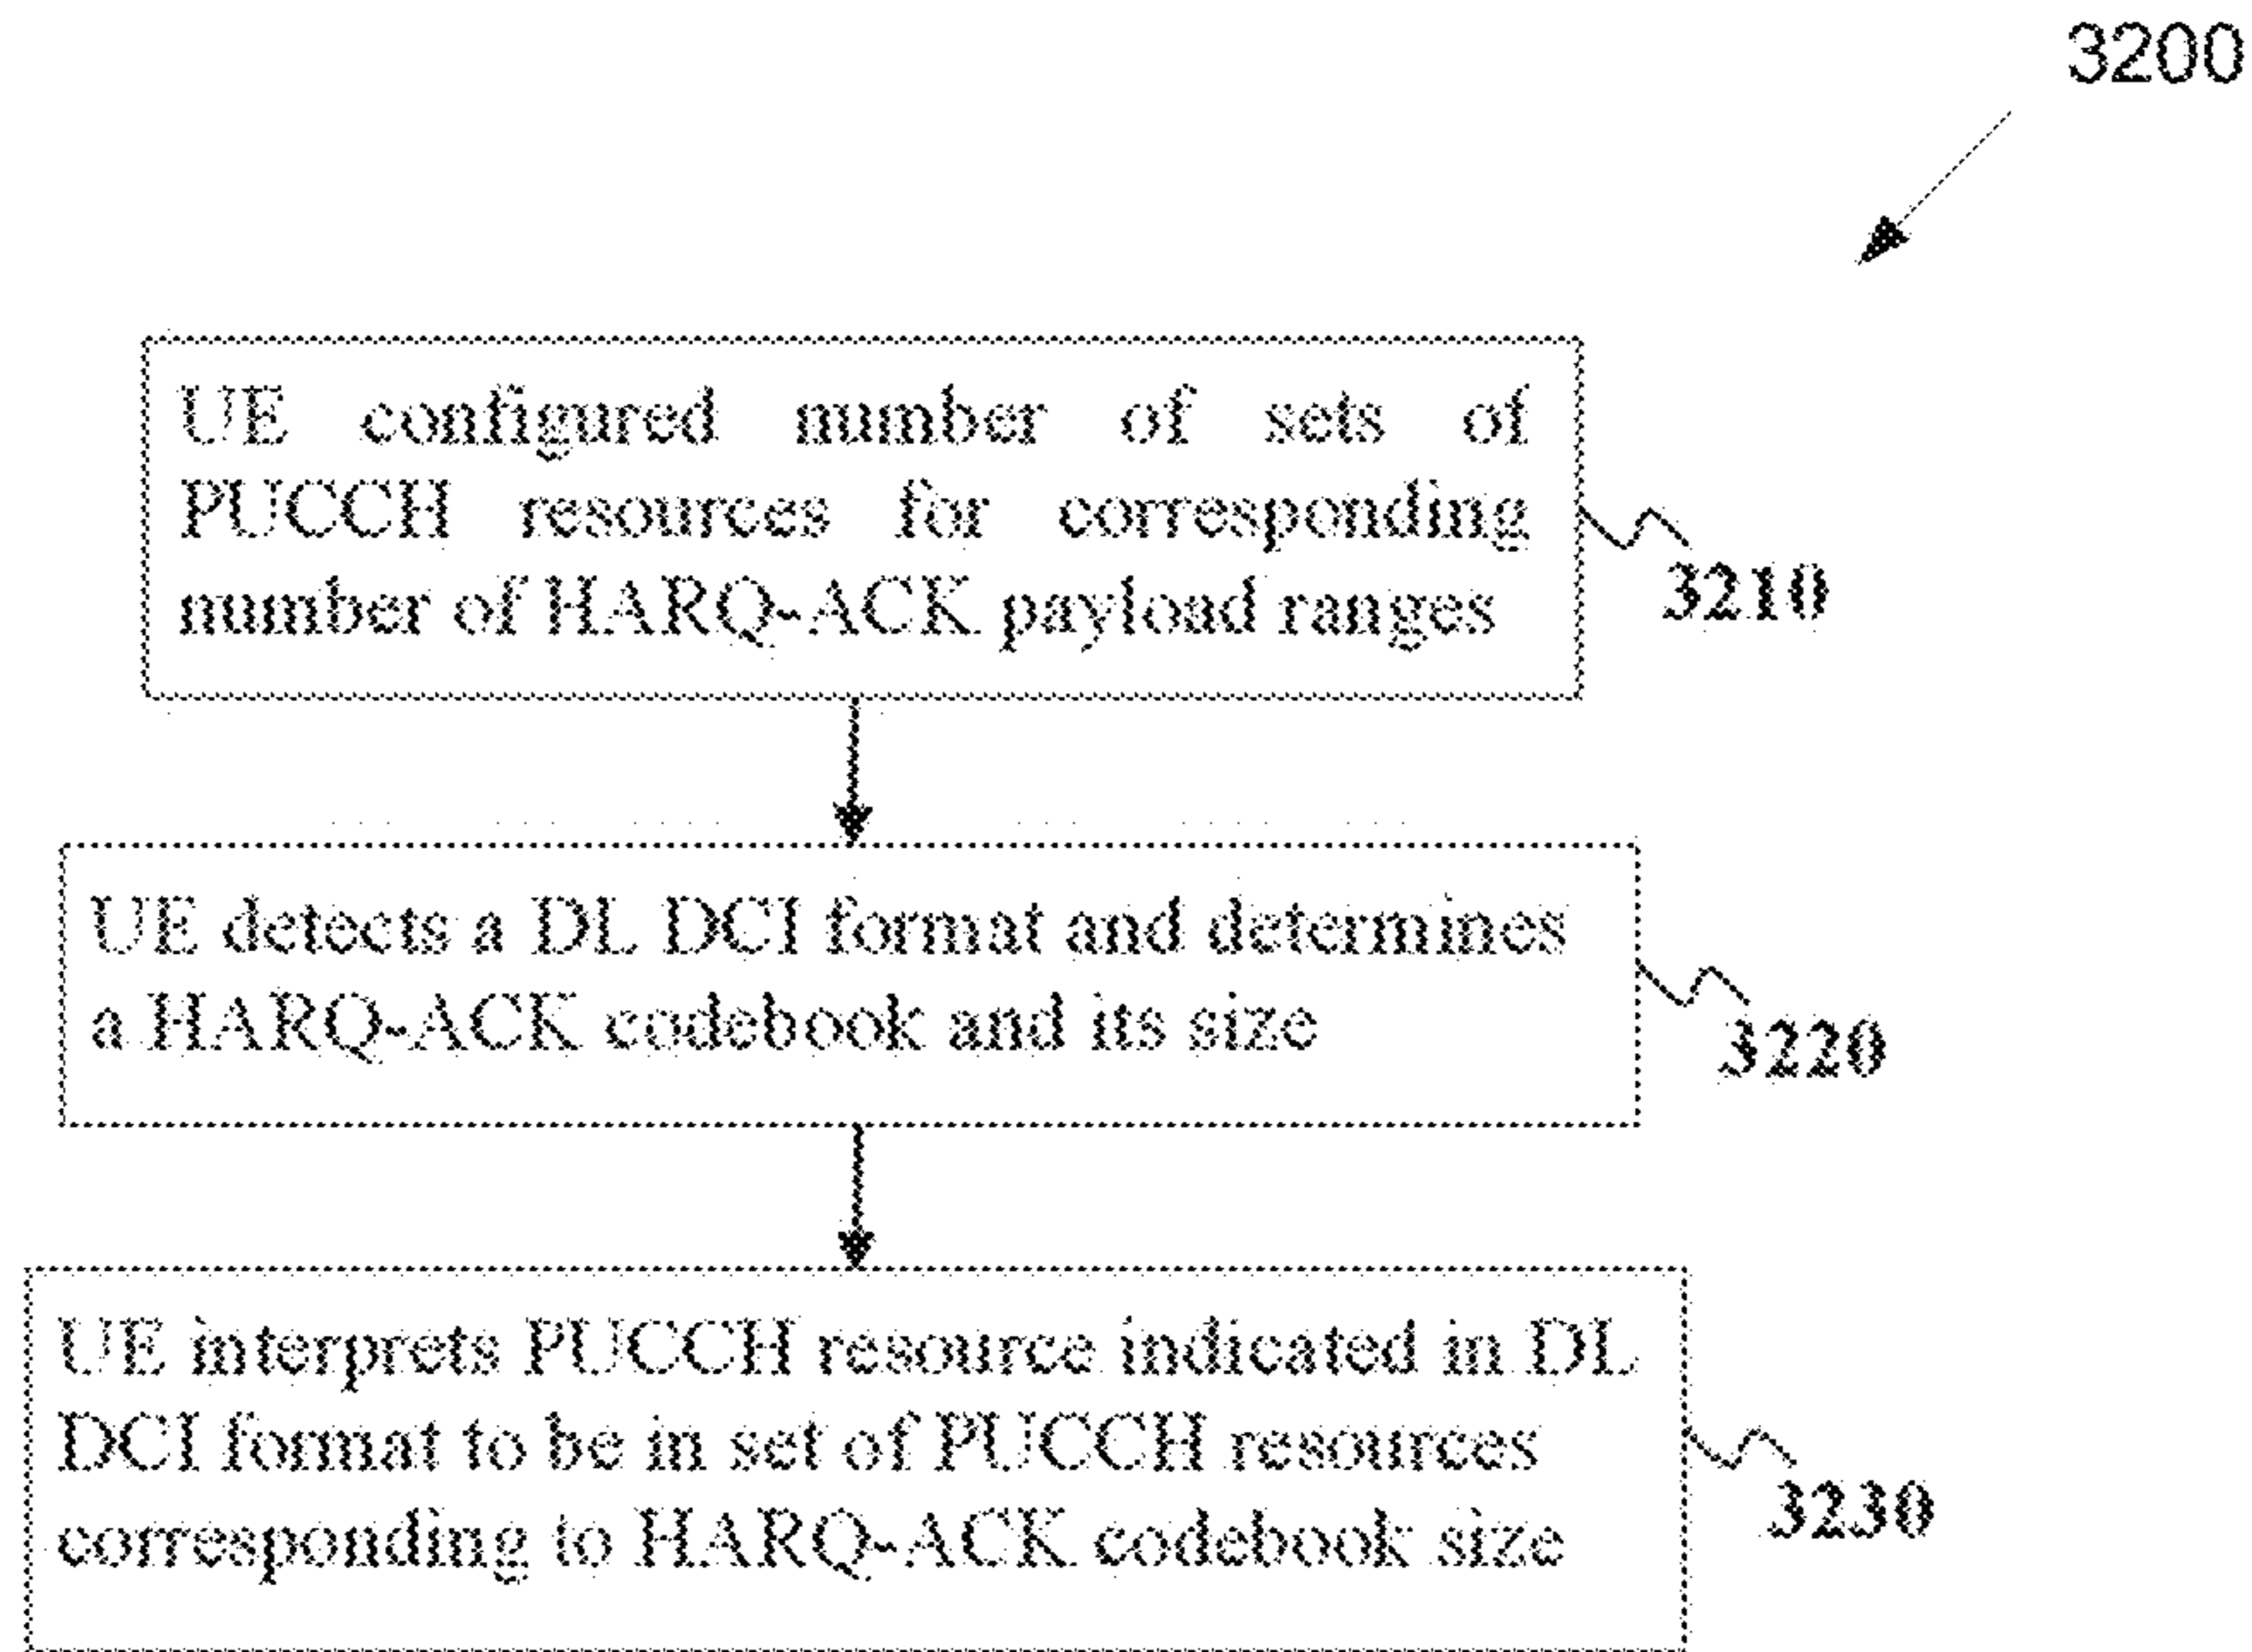 3200
UE configured number of sets of
PUCCH resources for corresponding
number of HARQ-ACK payload ranges
3210
UE detects a DL DCI format and determines
a HARQ-ACK codebook and its size
3220
UE interprets PUCCH resource indicated in DL
DCI format to be in set of PUCCH resources
corresponding to HARQ-ACK codebook size
3230